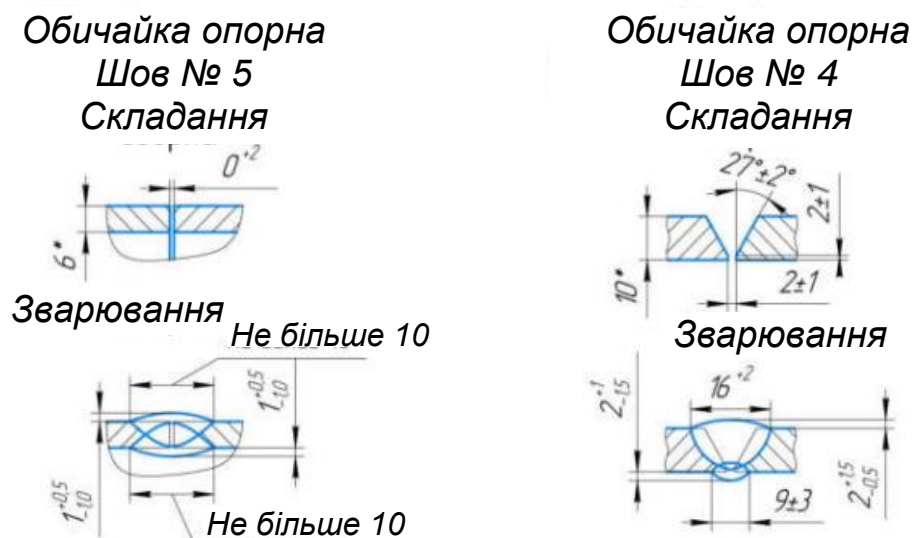 Обичайка опорна
Шов № 5
Складання
0⁺²
6*
Зварювання
Не більше 10
1 +0,5 -1,0
1 +0,5 -1,0
Не більше 10
Обичайка опорна
Шов № 4
Складання
27°±2°
2±1
10*
2±1
Зварювання
2 +1 -1,5
16⁺²
2 +1,5 -0,5
9±3